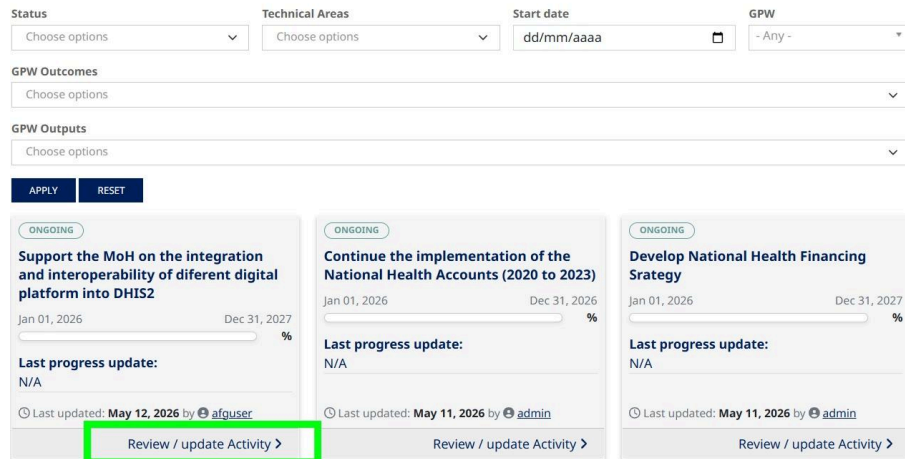 Status Technical Areas Start date GPW
Choose options Choose options dd/mm/aaaa - Any -
GPW Outcomes
Choose options
GPW Outputs
Choose options
APPLY RESET
ONGOING
Support the MoH on the integration
and interoperability of diferent digital
platform into DHIS2
Jan 01, 2026 Dec 31, 2027
%
Last progress update:
N/A
Last updated: May 12, 2026 by afguser
Review / update Activity
ONGOING
Continue the implementation of the
National Health Accounts (2020 to 2023)
Jan 01, 2026 Dec 31, 2026
%
Last progress update:
N/A
Last updated: May 11, 2026 by admin
Review / update Activity
ONGOING
Develop National Health Financing
Srategy
Jan 01, 2026 Dec 31, 2027
%
Last progress update:
N/A
Last updated: May 11, 2026 by admin
Review / update Activity